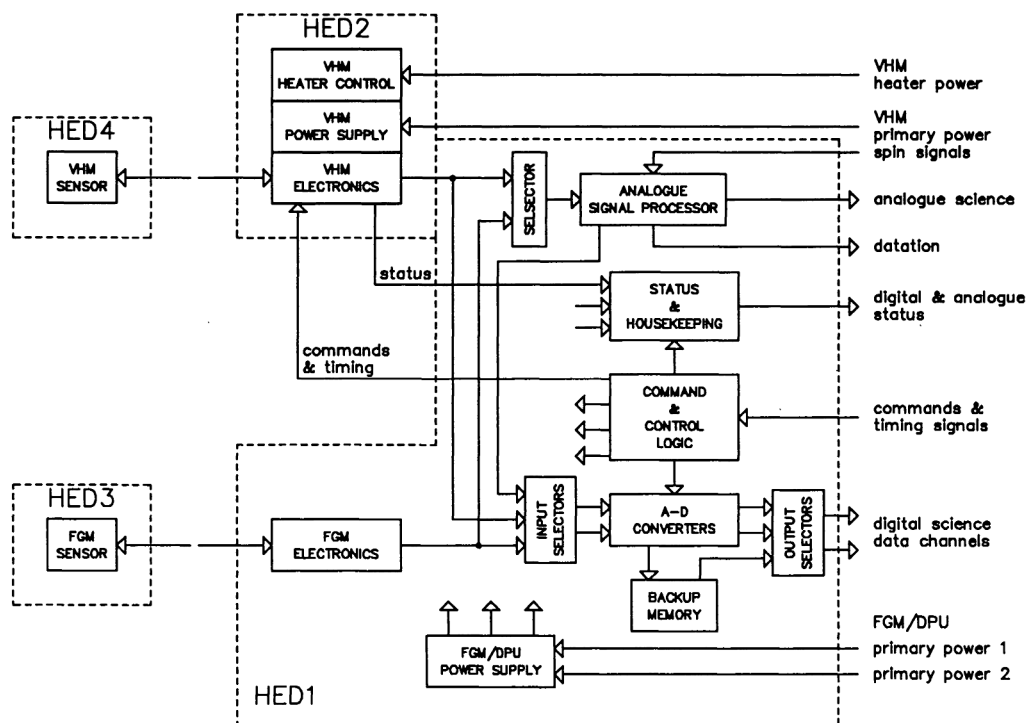 HED2
VHM
HEATER CONTROL
VHM
heater power
VHM
POWER SUPPLY
VHM
primary power
spin signals
HED4
VHM
SENSOR
VHM
ELECTRONICS
SELSECTOR
ANALOGUE
SIGNAL PROCESSOR
analogue science
datation
status
STATUS
&
HOUSEKEEPING
digital & analogue
status
commands
& timing
COMMAND
&
CONTROL
LOGIC
commands &
timing signals
HED3
FGM
SENSOR
FGM
ELECTRONICS
INPUT
SELECTORS
A-D
CONVERTERS
OUTPUT
SELECTORS
digital science
data channels
BACKUP
MEMORY
FGM/DPU
POWER SUPPLY
FGM/DPU
primary power 1
primary power 2
HED1